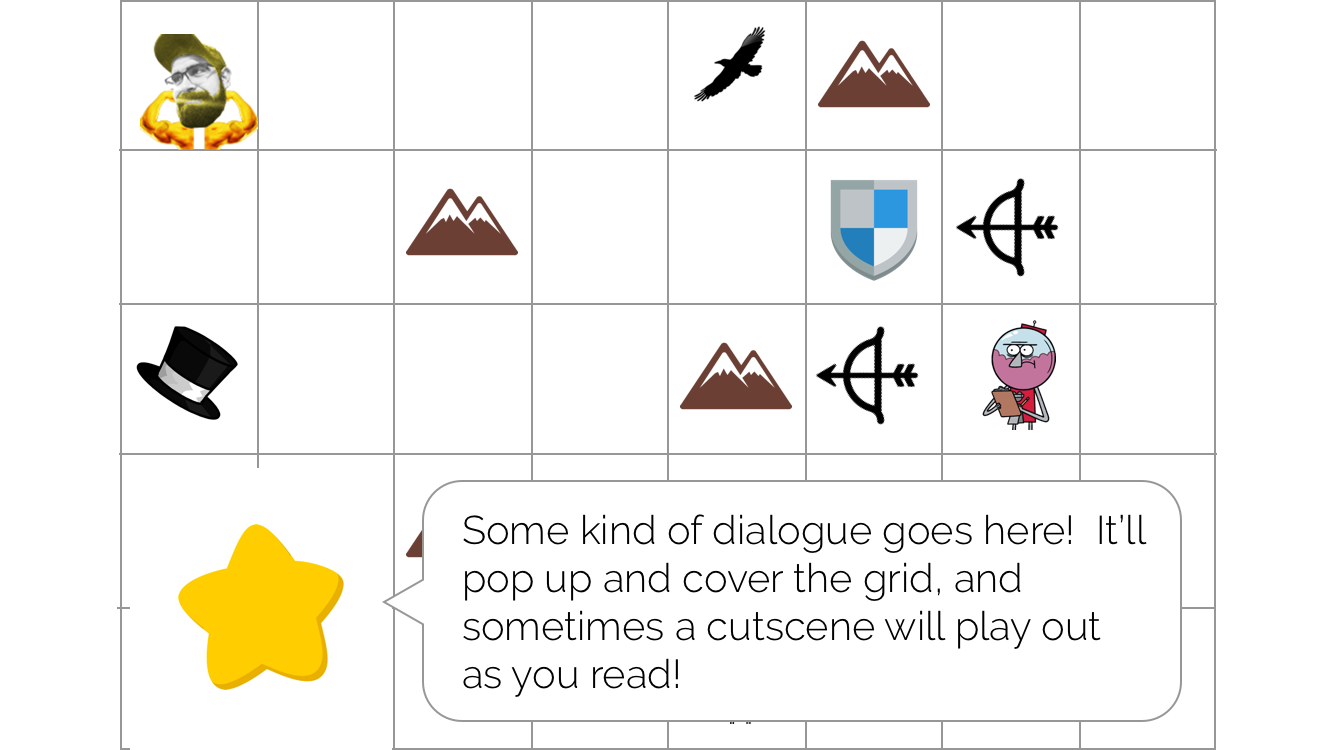 Some kind of dialogue goes here!  It’ll
pop up and cover the grid, and
sometimes a cutscene will play out
as you read!